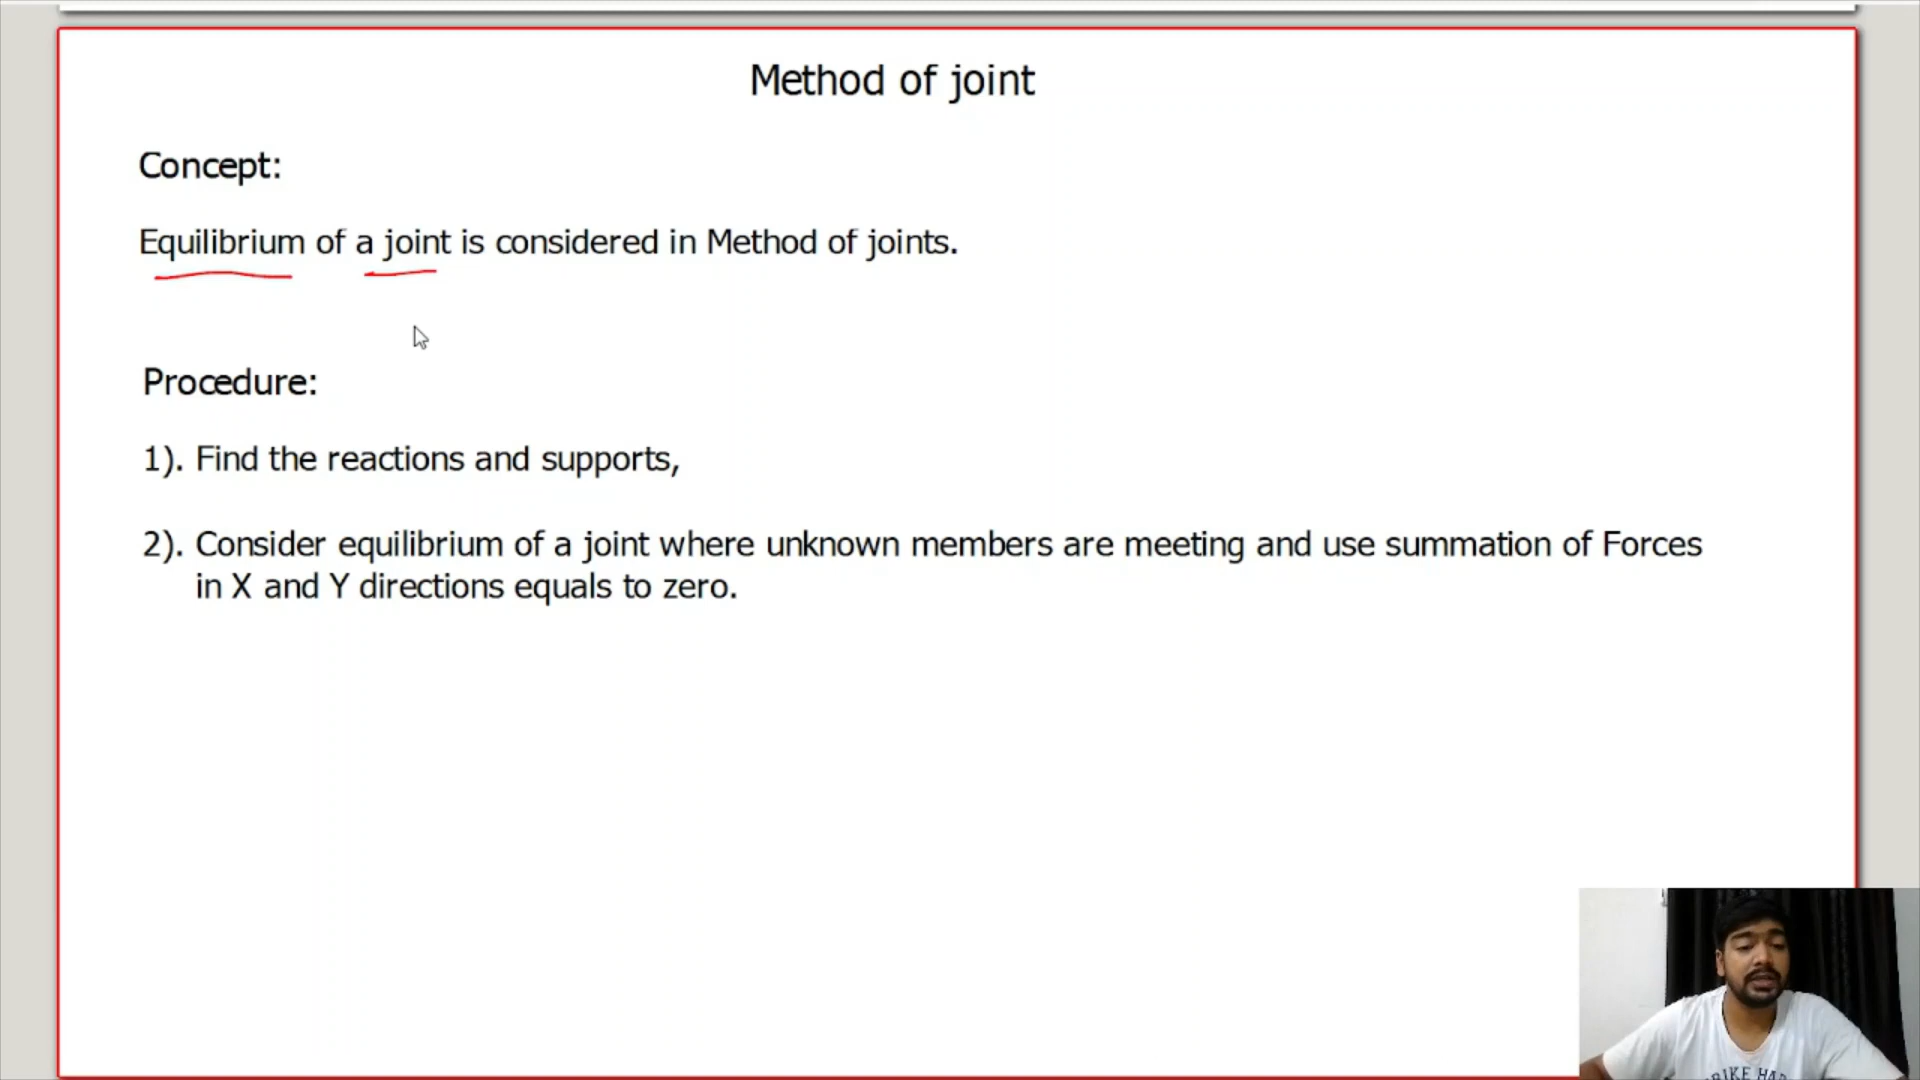 Method of joint
Concept:
Equilibrium of a joint is considered in Method of joints.
Procedure:
1). Find the reactions and supports,
2). Consider equilibrium of a joint where unknown members are meeting and use summation of Forces
in X and Y directions equals to zero.